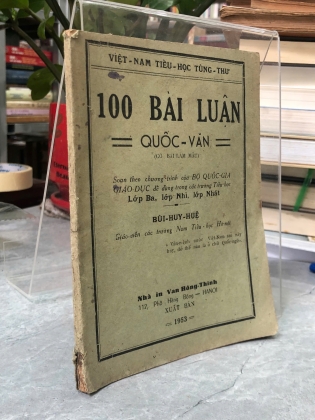 VIỆT-NAM TIỂU-HỌC TÙNG-THƯ
100 BÀI LUẬN
QUỐC-VĂN
Soạn theo chương-trình của BỘ QUỐC-GIA
GIÁO-DỤC để dùng trong các trường Tiểu-học
Lớp Ba, lớp Nhì, lớp Nhất
BÙI-HUY-HUỆ
Giáo-viên các trường Nam Tiểu-học Hà-nội
Nhà in Van-Hồng-Thịnh
XUẤT BẢN
1953